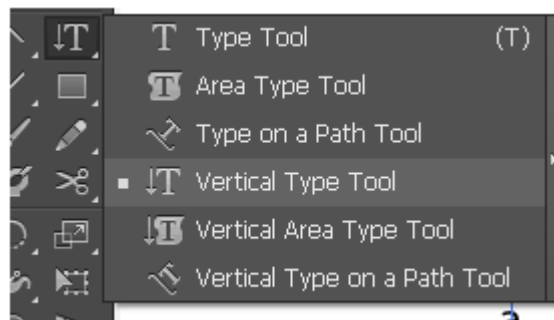 Type Tool (T)
Area Type Tool
Type on a Path Tool
Vertical Type Tool
Vertical Area Type Tool
Vertical Type on a Path Tool